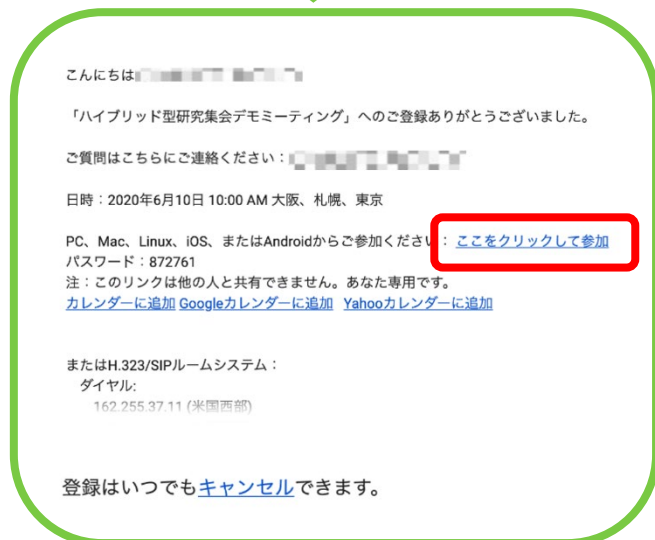 こんにちは
「ハイブリッド型研究集会デモミーティング」へのご登録ありがとうございました。
ご質問はこちらにご連絡ください：
日時：2020年6月10日 10:00 AM 大阪、札幌、東京
PC、Mac、Linux、iOS、またはAndroidからご参加ください： ここをクリックして参加
パスワード：872761
注：このリンクは他の人と共有できません。あなた専用です。
カレンダーに追加 Googleカレンダーに追加 Yahooカレンダーに追加
またはH.323/SIPルームシステム：
ダイヤル:
162.255.37.11 (米国西部)
登録はいつでもキャンセルできます。